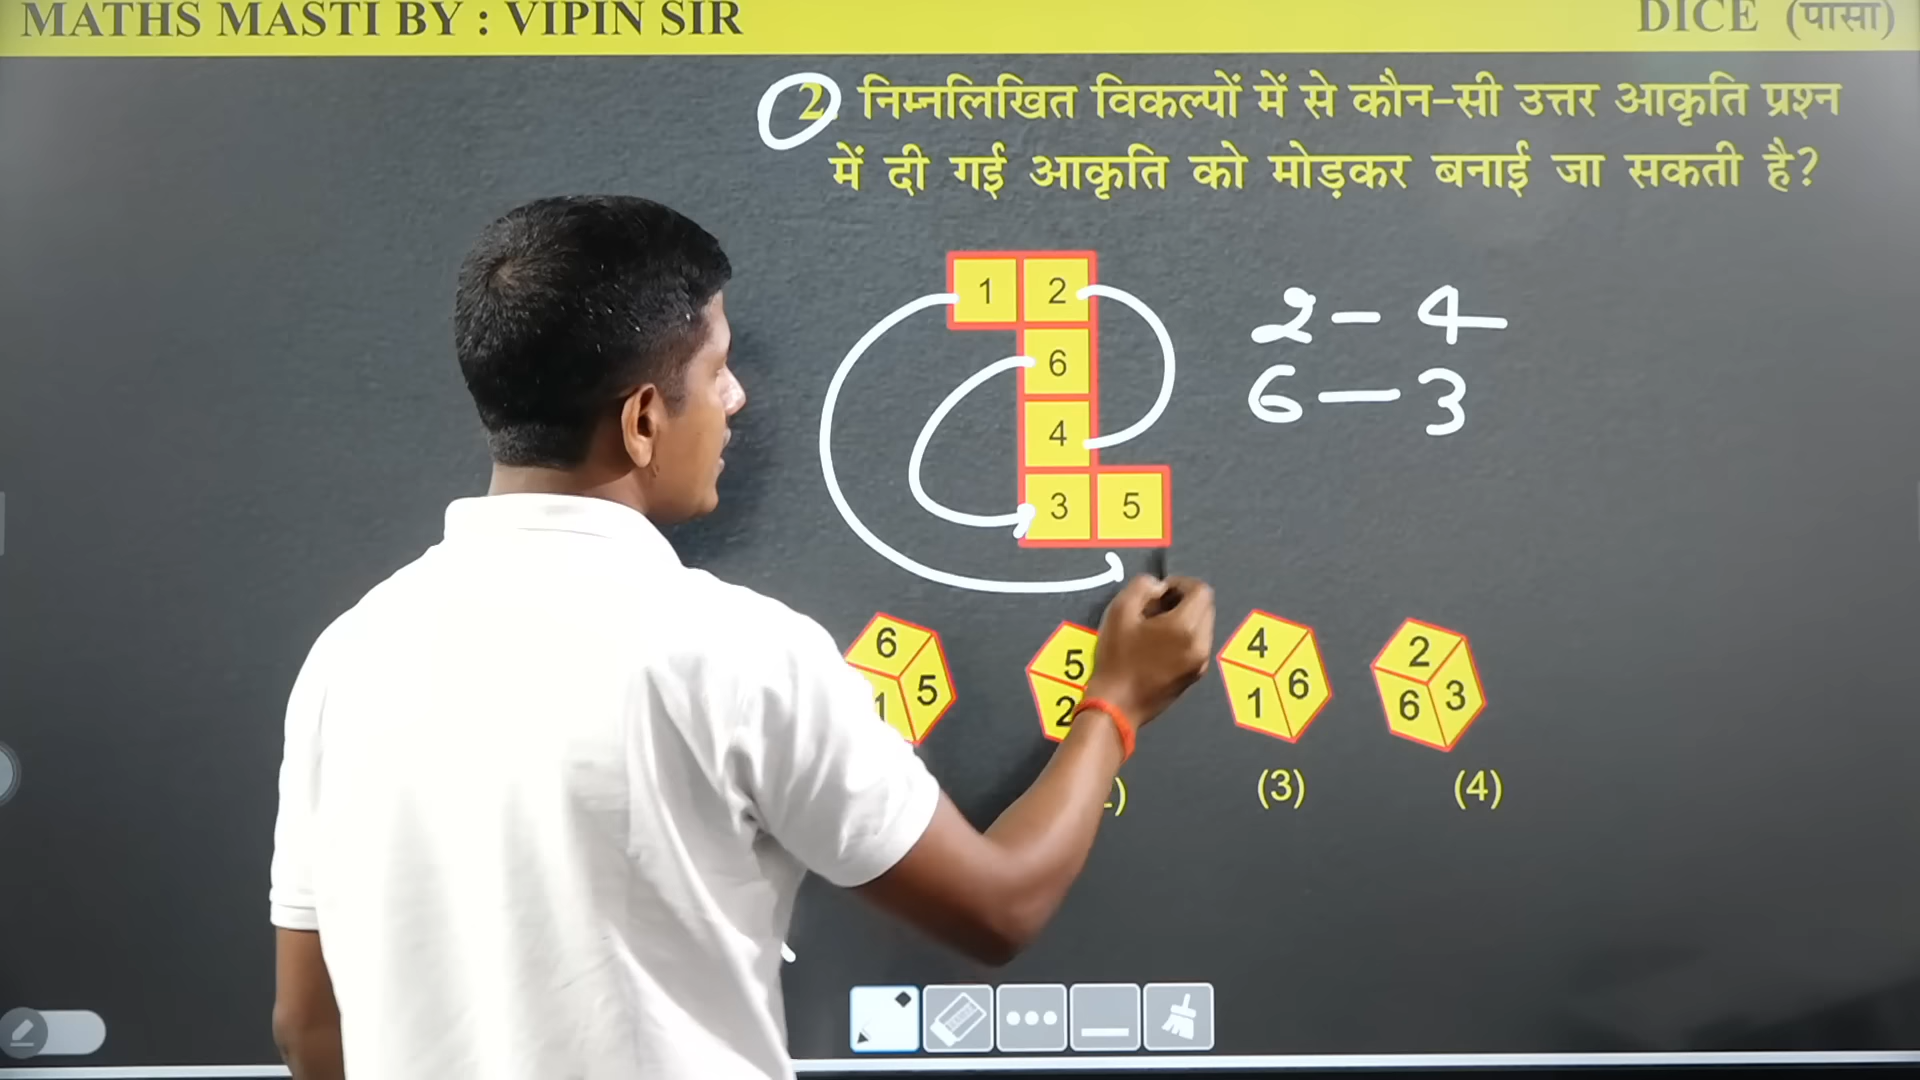 MATHS MASTI BY : VIPIN SIR
DICE (पासा)
2 निम्नलिखित विकल्पों में से कौन-सी उत्तर आकृति प्रश्न
में दी गई आकृति को मोड़कर बनाई जा सकती है?
1 2
6
4
3 5
2 - 4
6 - 3
6 1 5
5 2
4 1 6
2 6 3
(3)
(4)